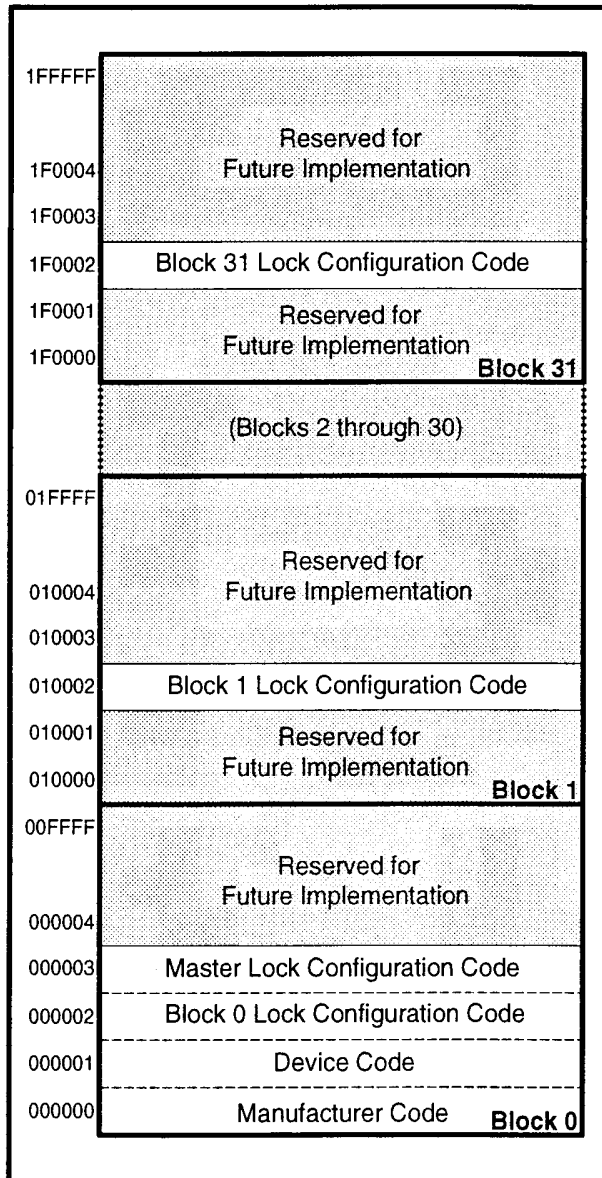 1FFFFF
Reserved for
1F0004 Future Implementation
1F0003
1F0002 Block 31 Lock Configuration Code
1F0001 Reserved for
Future Implementation
1F0000 Block 31
(Blocks 2 through 30)
01FFFF
Reserved for
010004 Future Implementation
010003
010002 Block 1 Lock Configuration Code
010001 Reserved for
Future Implementation
010000 Block 1
00FFFF
Reserved for
Future Implementation
000004
000003 Master Lock Configuration Code
000002 Block 0 Lock Configuration Code
000001 Device Code
000000 Manufacturer Code Block 0